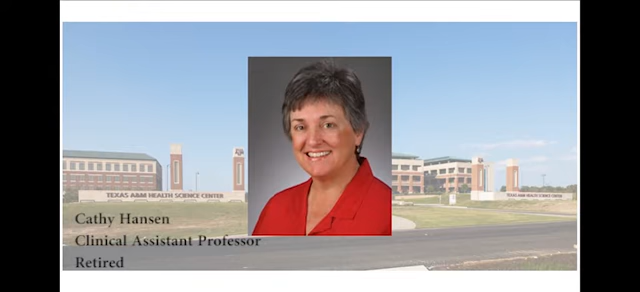 TEXAS A&M HEALTH SCIENCE CENTER
Cathy Hansen
Clinical Assistant Professor
Retired